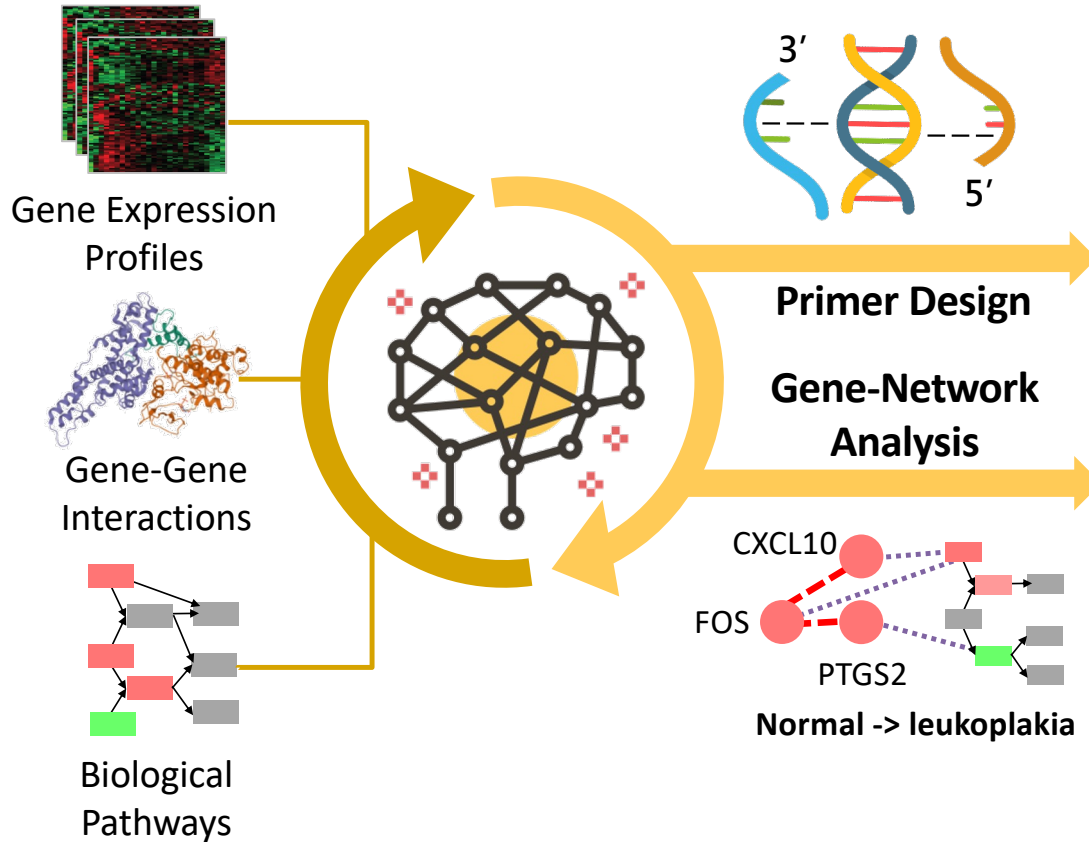 Gene Expression
Profiles
Gene-Gene
Interactions
Biological
Pathways
3′
5′
Primer Design
Gene-Network
Analysis
CXCL10
FOS
PTGS2
Normal -> leukoplakia